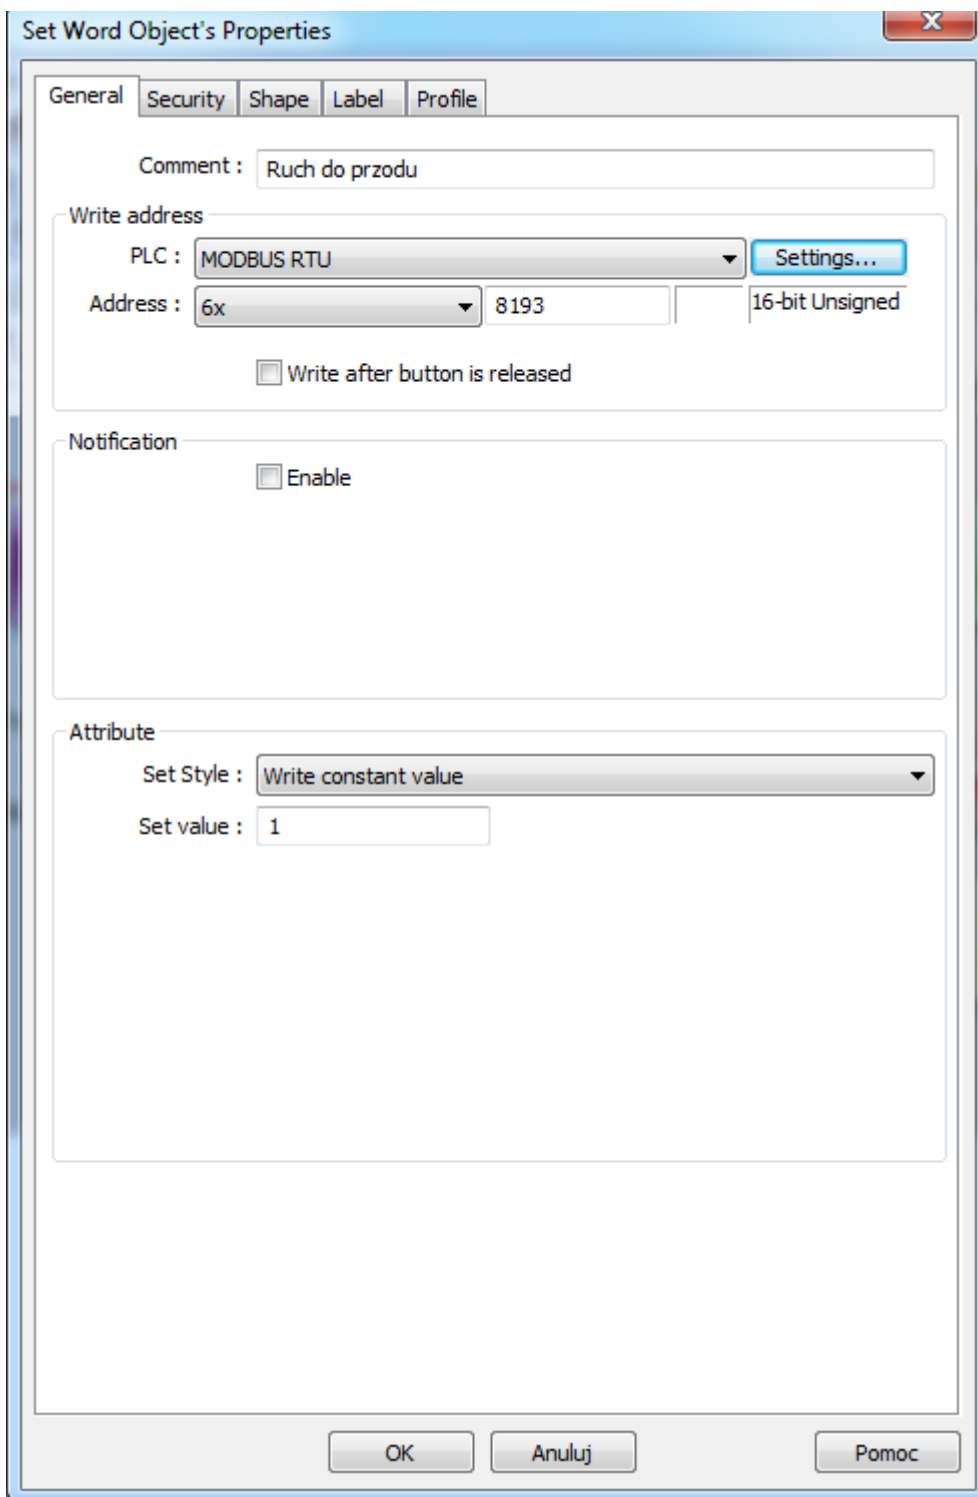 Set Word Object's Properties
General Security Shape Label Profile
Comment : Ruch do przodu
Write address
PLC : MODBUS RTU Settings...
Address : 6x 8193 16-bit Unsigned
Write after button is released
Notification
Enable
Attribute
Set Style : Write constant value
Set value : 1
OK Anuluj Pomoc